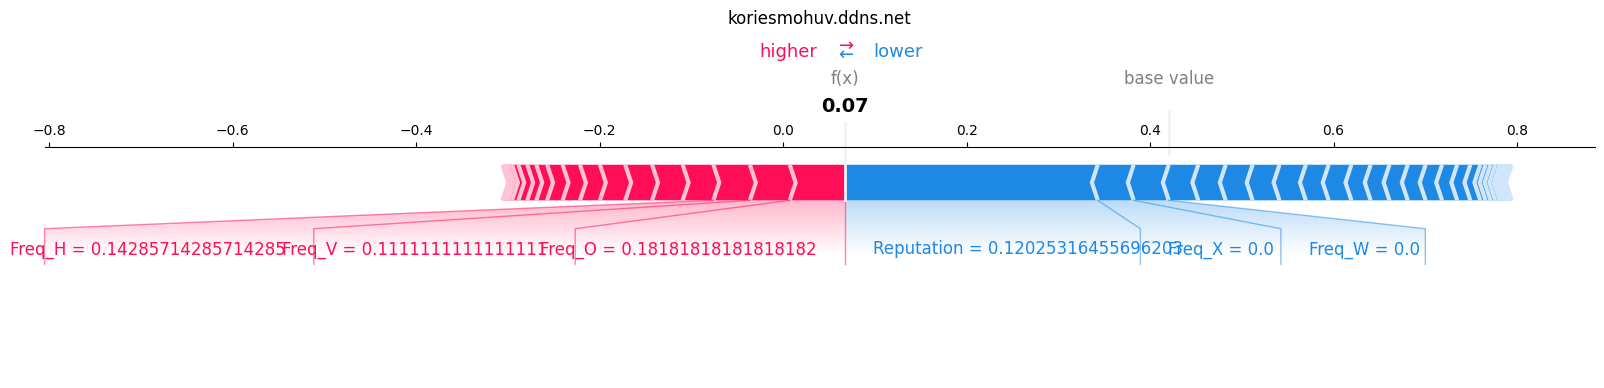 koriesmohuv.ddns.net
higher → ← lower
f(x) base value
0.07
−0.8 −0.6 −0.4 −0.2 0.0 0.2 0.4 0.6 0.8
Freq_H = 0.14285714285714285 Freq_V = 0.1111111111111111 Freq_O = 0.18181818181818182 Reputation = 0.12025316455696203 Freq_X = 0.0 Freq_W = 0.0